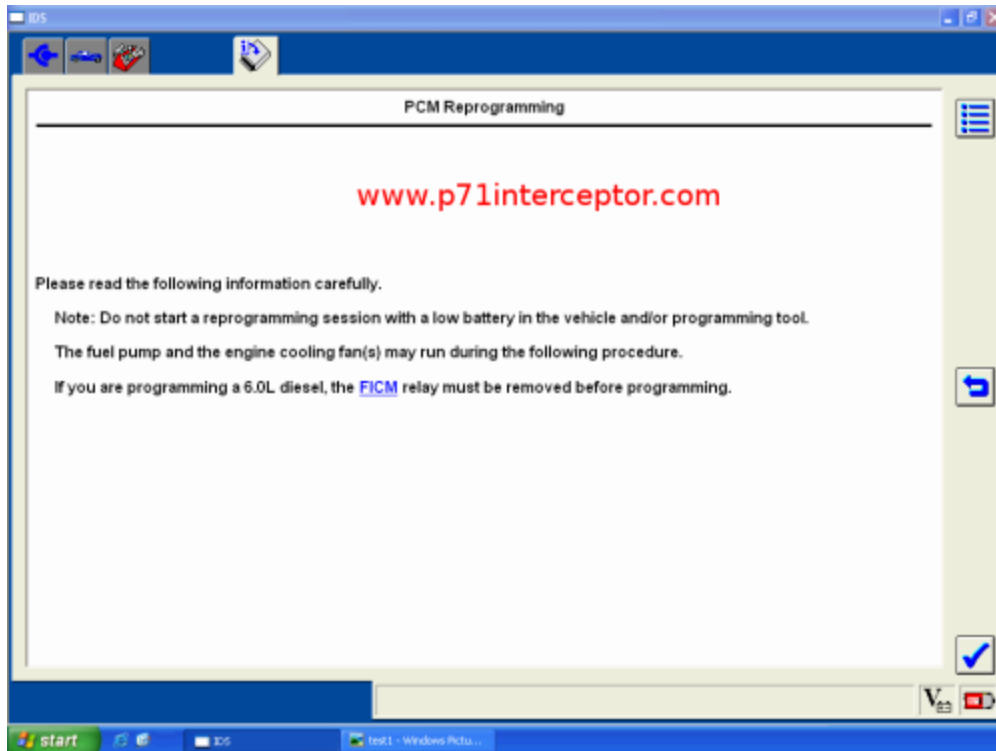 IDS
PCM Reprogramming
www.p71interceptor.com
Please read the following information carefully.
Note: Do not start a reprogramming session with a low battery in the vehicle and/or programming tool.
The fuel pump and the engine cooling fan(s) may run during the following procedure.
If you are programming a 6.0L diesel, the FICM relay must be removed before programming.
V
start
IDS
test1 - Windows Pictu...